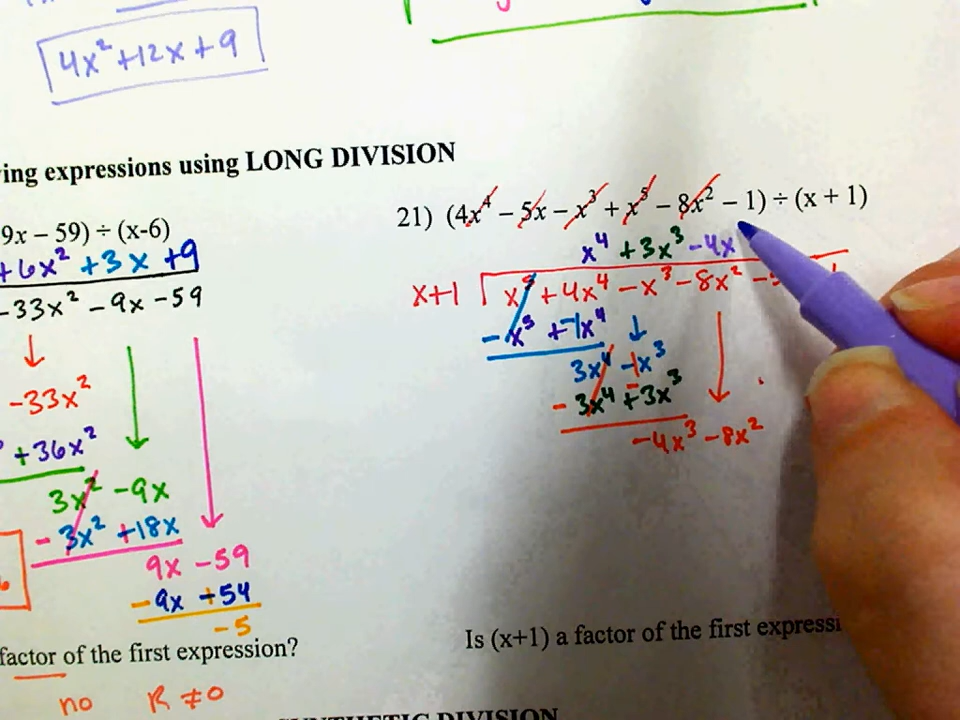 4x² + 12x + 9
ing expressions using LONG DIVISION
9x – 59) ÷ (x-6)
+ 6x² + 3x + 9
-33x² - 9x - 59
-33x²
+ 36x²
3x² - 9x
- 3x² + 18x
9x - 59
- 9x + 54
- 5
factor of the first expression?
no R ≠ 0
21) (4x⁴ – 5x – x³ + x⁵ – 8x² – 1) ÷ (x + 1)
x⁴ + 3x³ - 4x
x+1 x⁵ + 4x⁴ - x³ - 8x² - 5
- x⁵ + 1x⁴
3x⁴ - 1x³
- 3x⁴ + 3x³
-4x³ - 8x²
Is (x+1) a factor of the first expressi
SYNTHETIC DIVISION